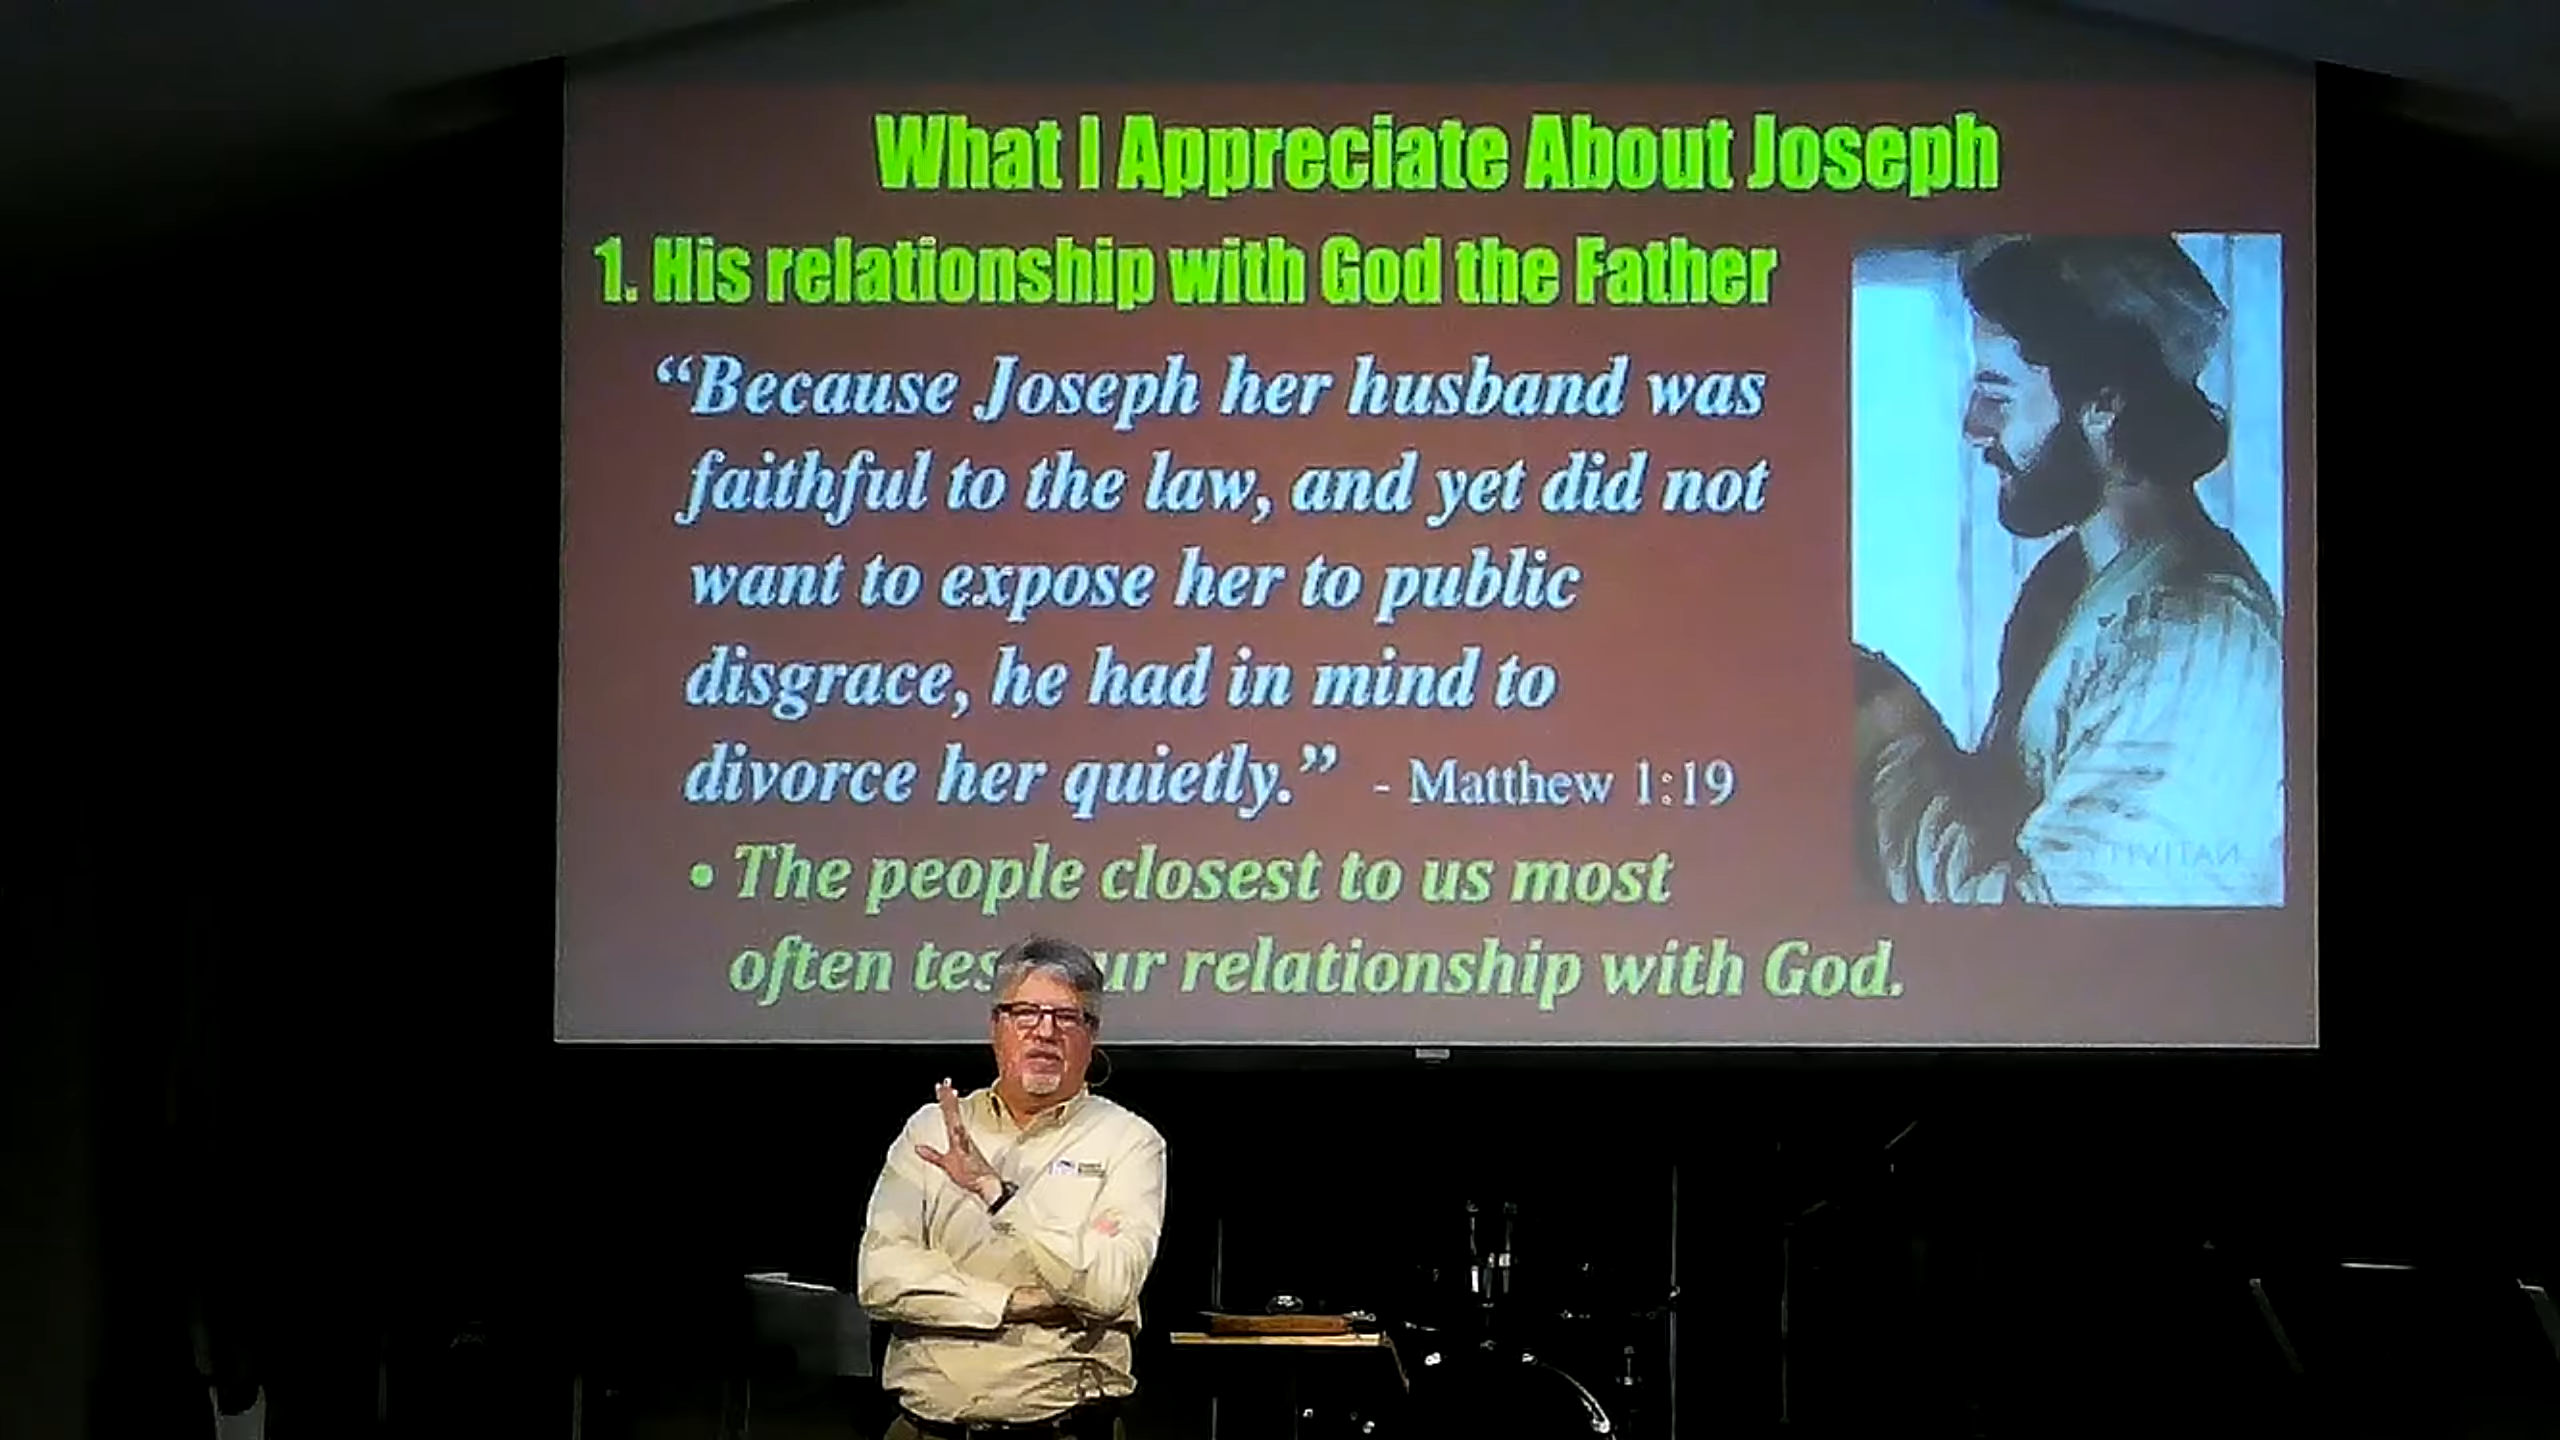 What I Appreciate About Joseph
1. His relationship with God the Father
“Because Joseph her husband was
faithful to the law, and yet did not
want to expose her to public
disgrace, he had in mind to
divorce her quietly.” - Matthew 1:19
• The people closest to us most
often relationship with God.